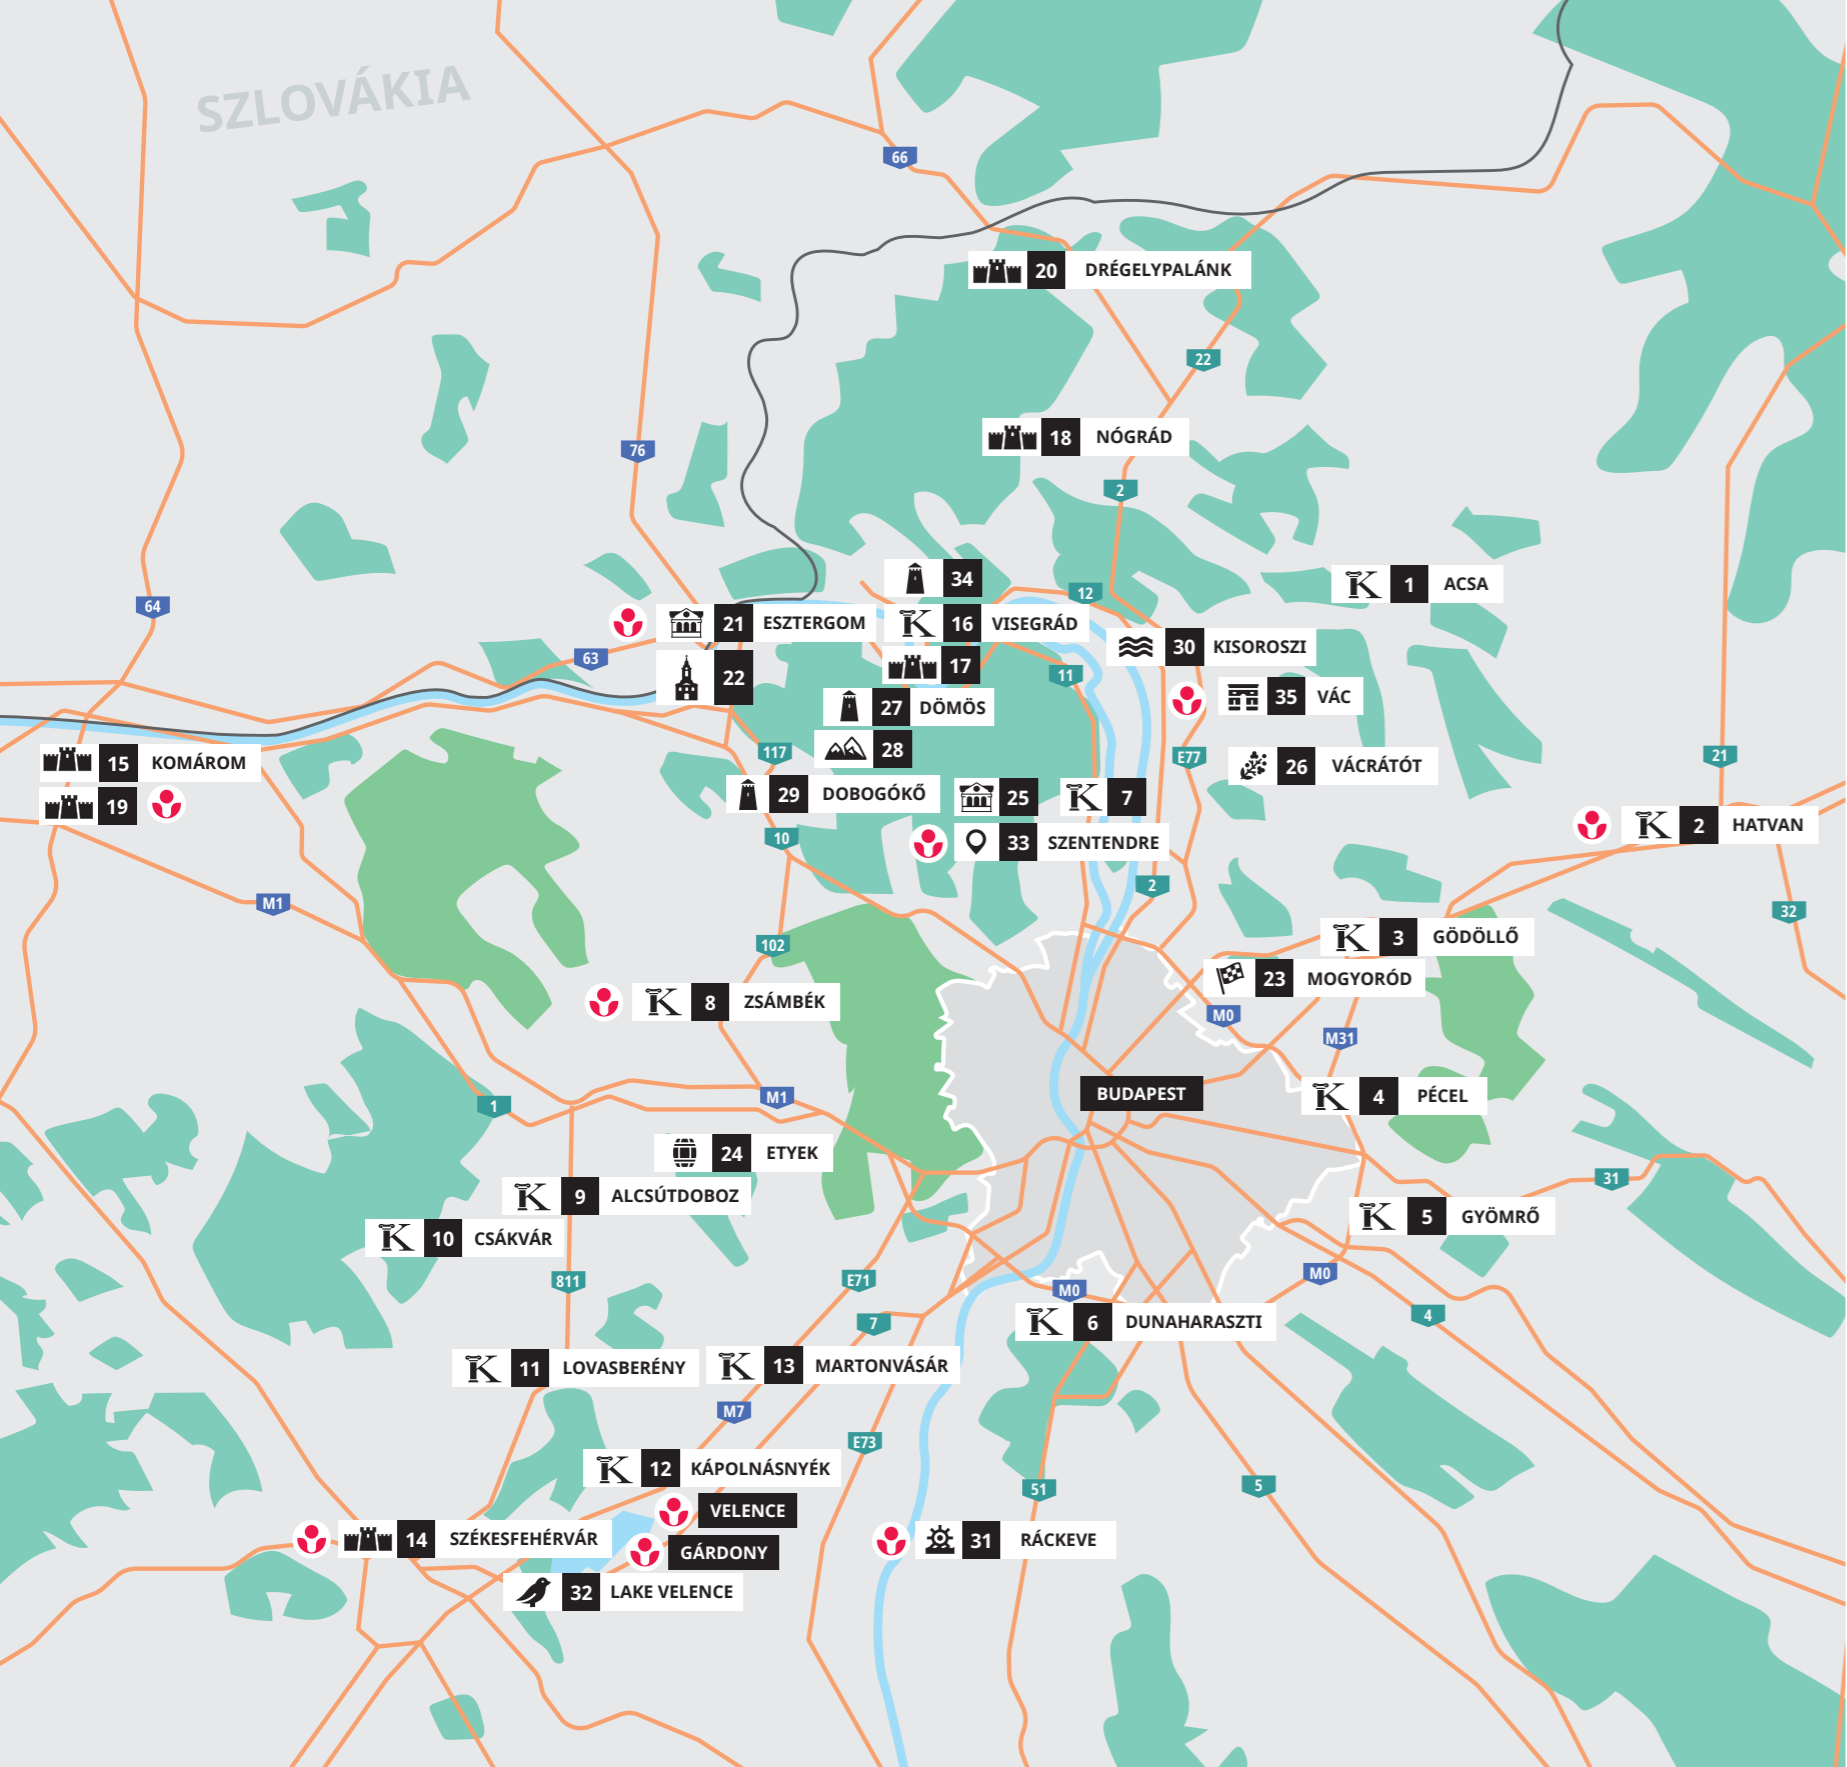 SZLOVÁKIA
66
20 DRÉGELYPALÁNK
22
18 NÓGRÁD
76
2
34
1 ACSA
12
64
21 ESZTERGOM
16 VISEGRÁD
30 KISOROSZI
63
17
11
22
35 VÁC
27 DÖMÖS
28
117
E77
26 VÁCRÁTÓT
21
15 KOMÁROM
19
29 DOBOGÓKŐ
25
7
2 HATVAN
10
33 SZENTENDRE
2
M1
32
102
3 GÖDÖLLŐ
23 MOGYORÓD
8 ZSÁMBÉK
M0
M31
1
M1
BUDAPEST
4 PÉCEL
24 ETYEK
31
9 ALCSÚTDOBOZ
5 GYÖMRŐ
10 CSÁKVÁR
811
E71
M0
M0
7
6 DUNAHARASZTI
4
11 LOVASBERÉNY
13 MARTONVÁSÁR
M7
E73
12 KÁPOLNÁSNYÉK
51
5
VELENCE
14 SZÉKESFEHÉRVÁR
GÁRDONY
31 RÁCKEVE
32 LAKE VELENCE